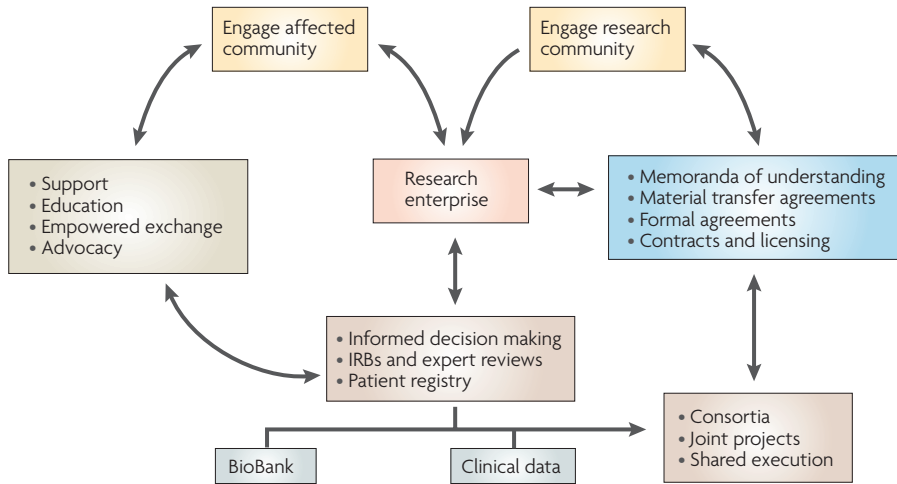 Engage affected
community
Engage research
community
• Support
• Education
• Empowered exchange
• Advocacy
Research
enterprise
• Memoranda of understanding
• Material transfer agreements
• Formal agreements
• Contracts and licensing
• Informed decision making
• IRBs and expert reviews
• Patient registry
• Consortia
• Joint projects
• Shared execution
BioBank
Clinical data